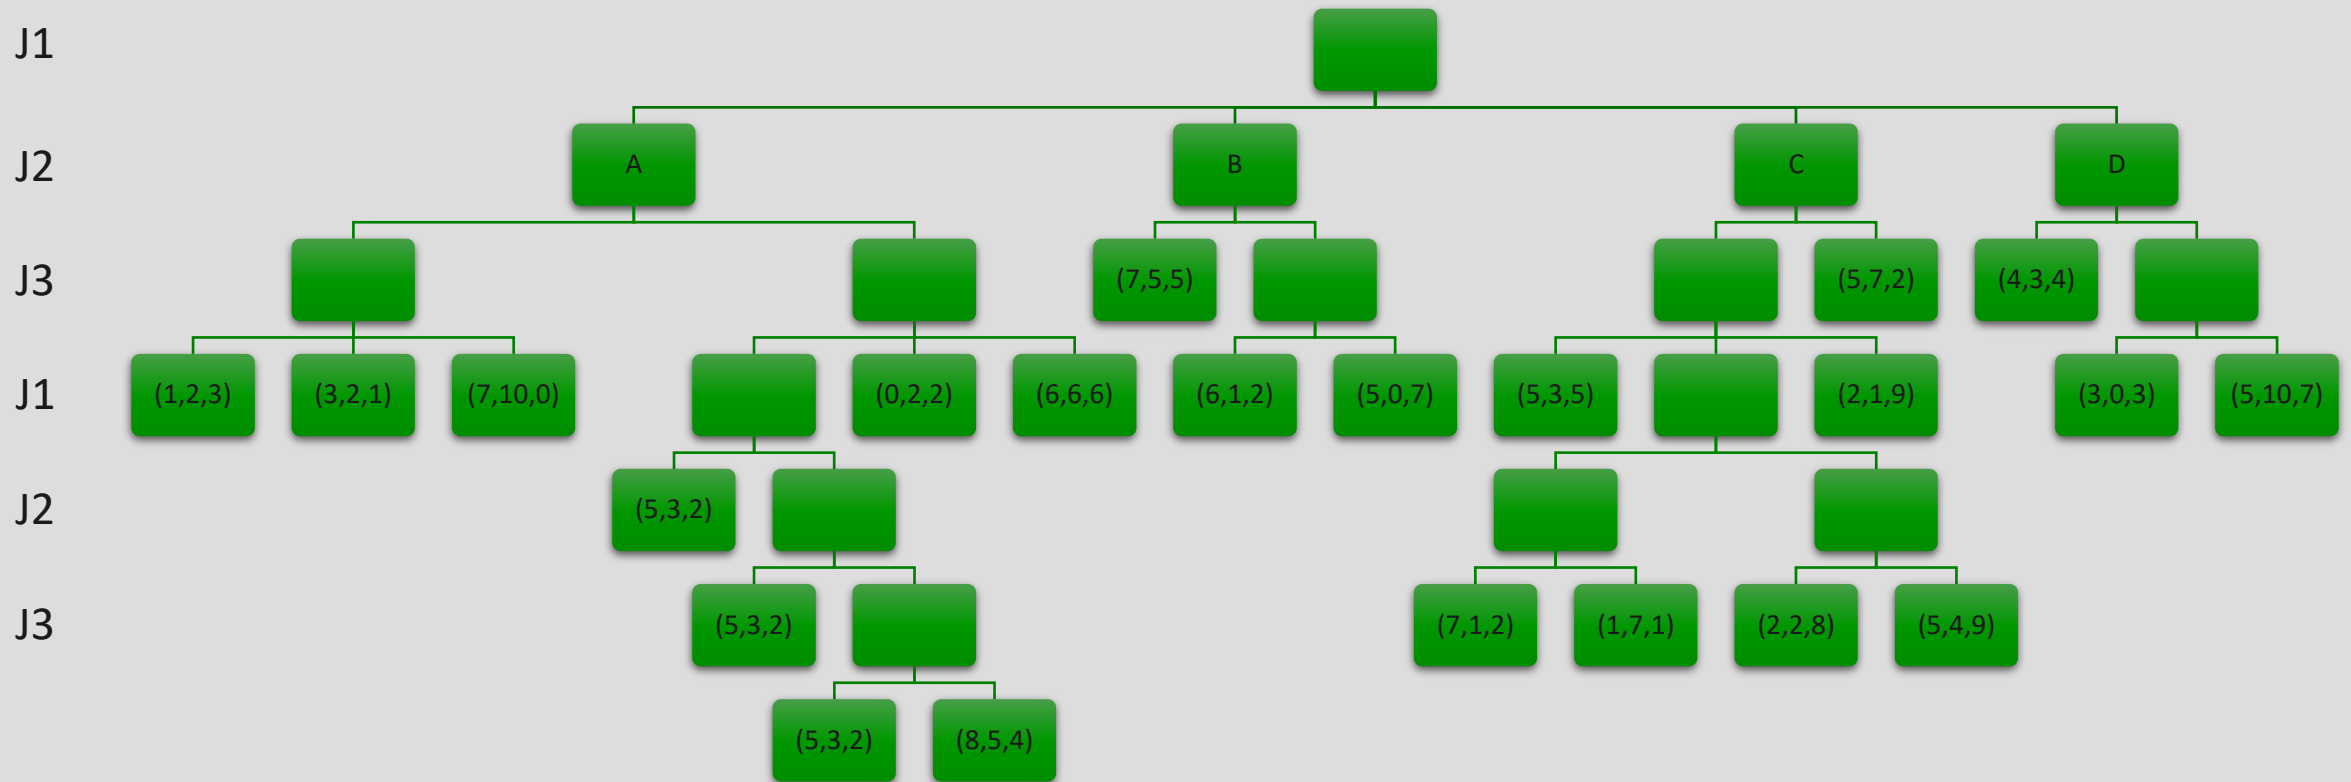 J1
J2
A
B
C
D
J3
(7,5,5)
(5,7,2)
(4,3,4)
J1
(1,2,3)
(3,2,1)
(7,10,0)
(0,2,2)
(6,6,6)
(6,1,2)
(5,0,7)
(5,3,5)
(2,1,9)
(3,0,3)
(5,10,7)
J2
(5,3,2)
J3
(5,3,2)
(7,1,2)
(1,7,1)
(2,2,8)
(5,4,9)
(5,3,2)
(8,5,4)